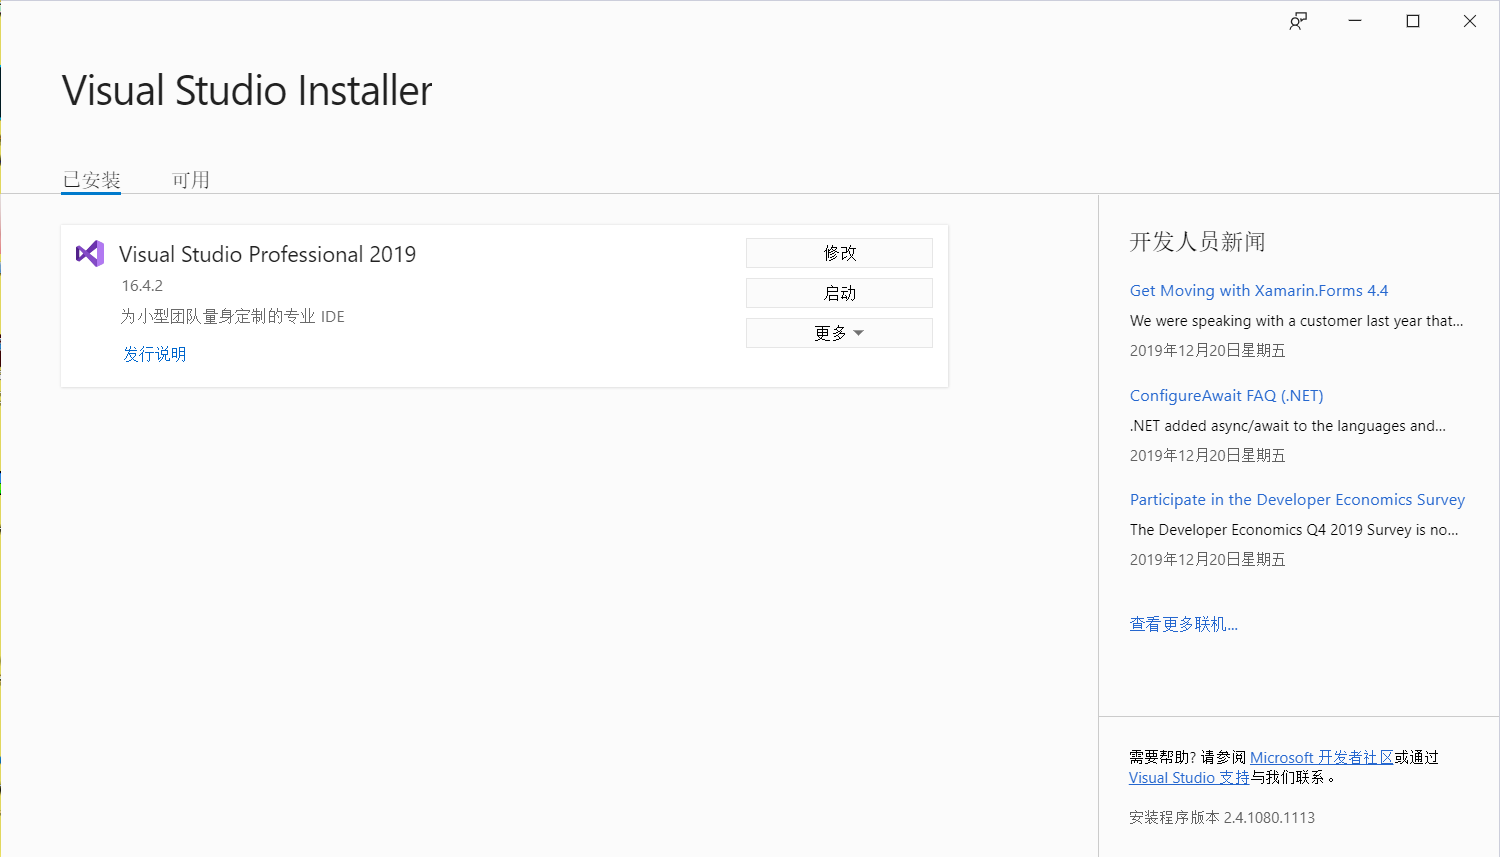 Visual Studio Installer
已安装
可用
Visual Studio Professional 2019
16.4.2
为小型团队量身定制的专业 IDE
发行说明
修改
启动
更多
开发人员新闻
Get Moving with Xamarin.Forms 4.4
We were speaking with a customer last year that...
2019年12月20日星期五
ConfigureAwait FAQ (.NET)
.NET added async/await to the languages and...
2019年12月20日星期五
Participate in the Developer Economics Survey
The Developer Economics Q4 2019 Survey is no...
2019年12月20日星期五
查看更多联机...
需要帮助? 请参阅 Microsoft 开发者社区或通过
Visual Studio 支持与我们联系。
安装程序版本 2.4.1080.1113